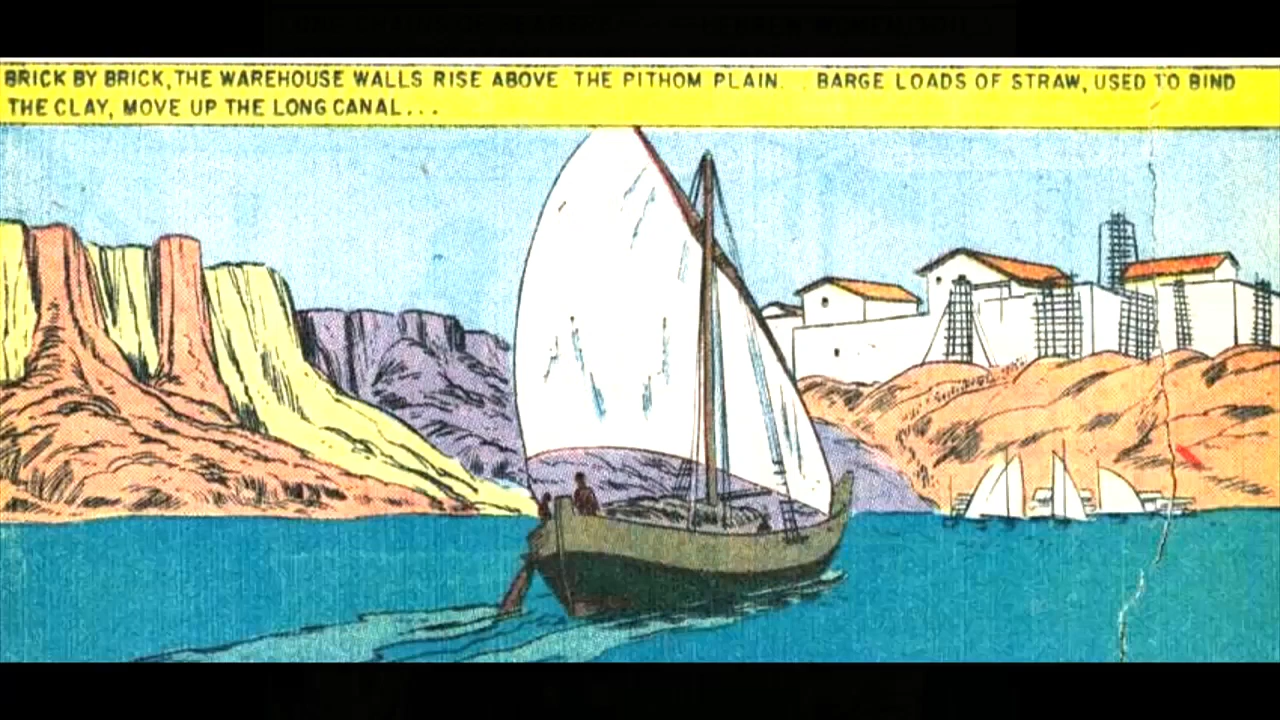 BRICK BY BRICK, THE WAREHOUSE WALLS RISE ABOVE THE PITHOM PLAIN. BARGE LOADS OF STRAW, USED TO BIND
THE CLAY, MOVE UP THE LONG CANAL...